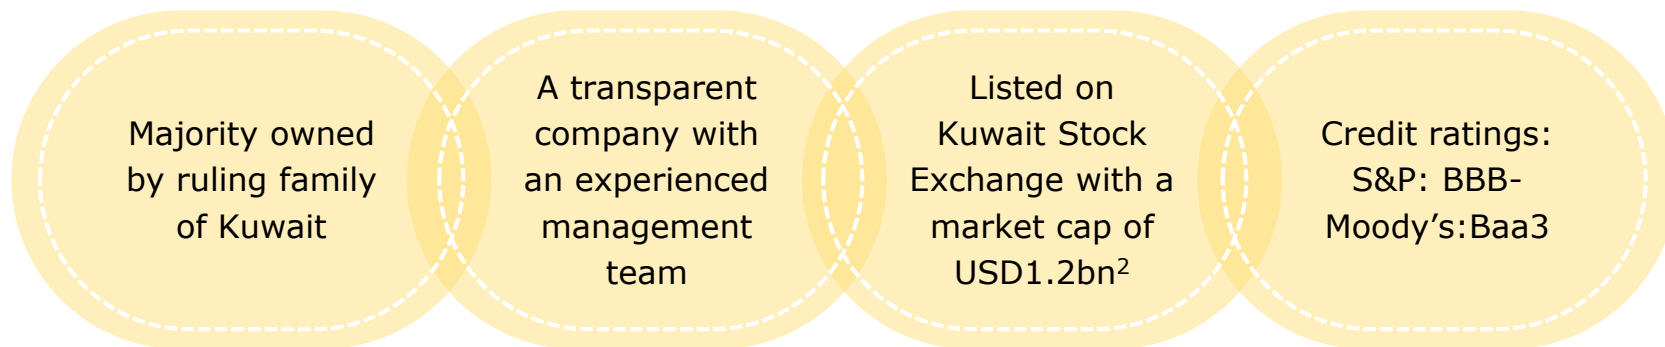 Majority owned
by ruling family
of Kuwait
A transparent
company with
an experienced
management
team
Listed on
Kuwait Stock
Exchange with a
market cap of
USD1.2bn²
Credit ratings:
S&P: BBB-
Moody’s:Baa3